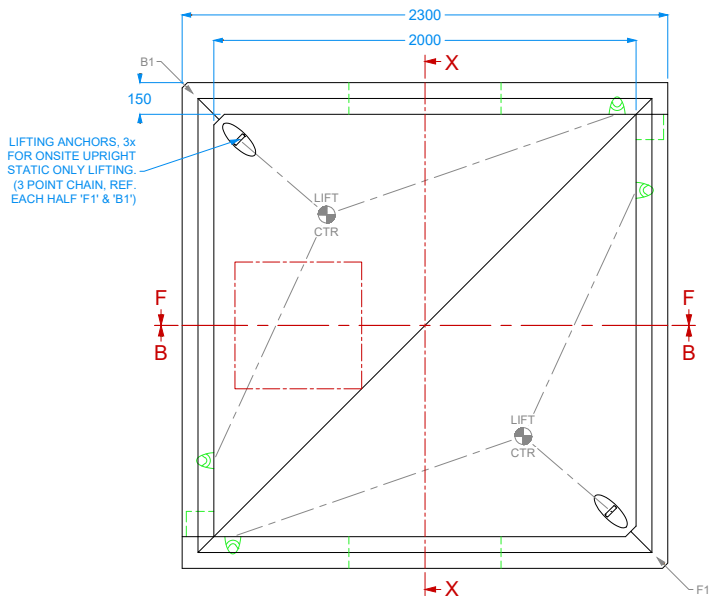 2300
2000
X
B1
150
LIFTING ANCHORS, 3x
FOR ONSITE UPRIGHT
STATIC ONLY LIFTING.
(3 POINT CHAIN, REF.
EACH HALF 'F1' & 'B1')
LIFT
CTR
F
F
B
B
LIFT
CTR
X
F1